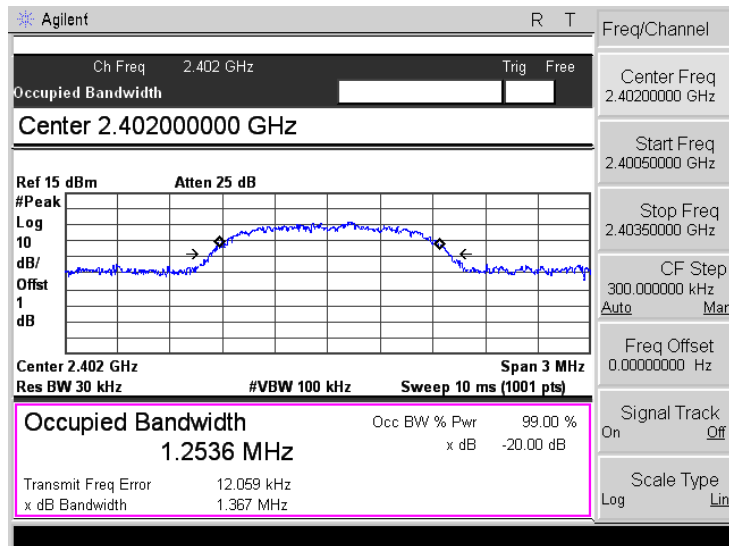 Agilent R T
Ch Freq 2.402 GHz Trig Free
Occupied Bandwidth
Center 2.402000000 GHz
Ref 15 dBm Atten 25 dB
#Peak
Log
10
dB/
Offst
1
dB
Center 2.402 GHz Span 3 MHz
Res BW 30 kHz #VBW 100 kHz Sweep 10 ms (1001 pts)
Occupied Bandwidth
1.2536 MHz
Occ BW % Pwr 99.00 %
x dB -20.00 dB
Transmit Freq Error 12.059 kHz
x dB Bandwidth 1.367 MHz
Freq/Channel
Center Freq
2.40200000 GHz
Start Freq
2.40050000 GHz
Stop Freq
2.40350000 GHz
CF Step
300.000000 kHz
Auto Man
Freq Offset
0.00000000 Hz
Signal Track
On Off
Scale Type
Log Lin